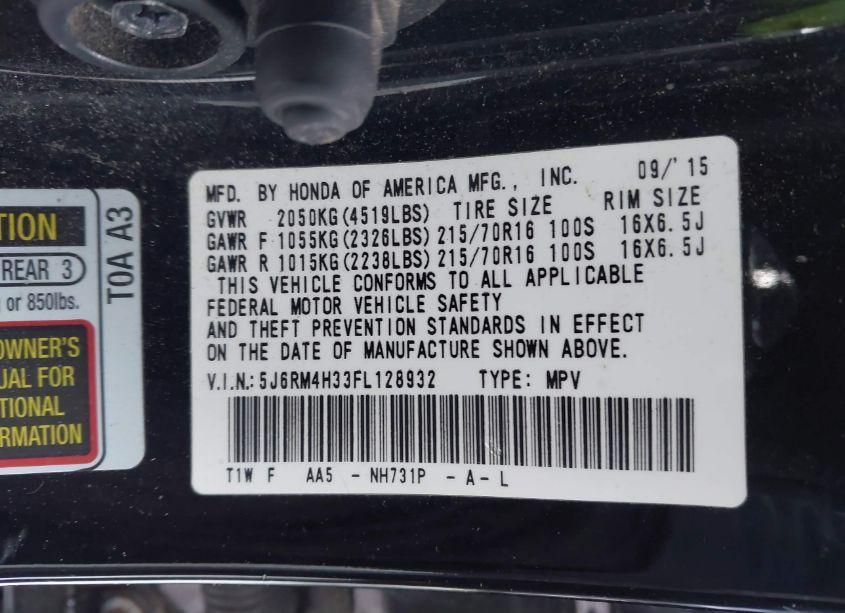 MFD. BY HONDA OF AMERICA MFG., INC. 09/'15
GVWR 2050KG(4519LBS) TIRE SIZE RIM SIZE
GAWR F 1055KG(2326LBS) 215/70R16 100S 16X6.5J
GAWR R 1015KG(2238LBS) 215/70R16 100S 16X6.5J
THIS VEHICLE CONFORMS TO ALL APPLICABLE
FEDERAL MOTOR VEHICLE SAFETY
AND THEFT PREVENTION STANDARDS IN EFFECT
ON THE DATE OF MANUFACTURE SHOWN ABOVE.
V.I.N.:5J6RM4H33FL128932 TYPE: MPV
T1W F AA5 - NH731P - A - L
TION
REAR 3
or 850lbs.
OWNER'S
UAL FOR
TIONAL
RMATION
T0A A3